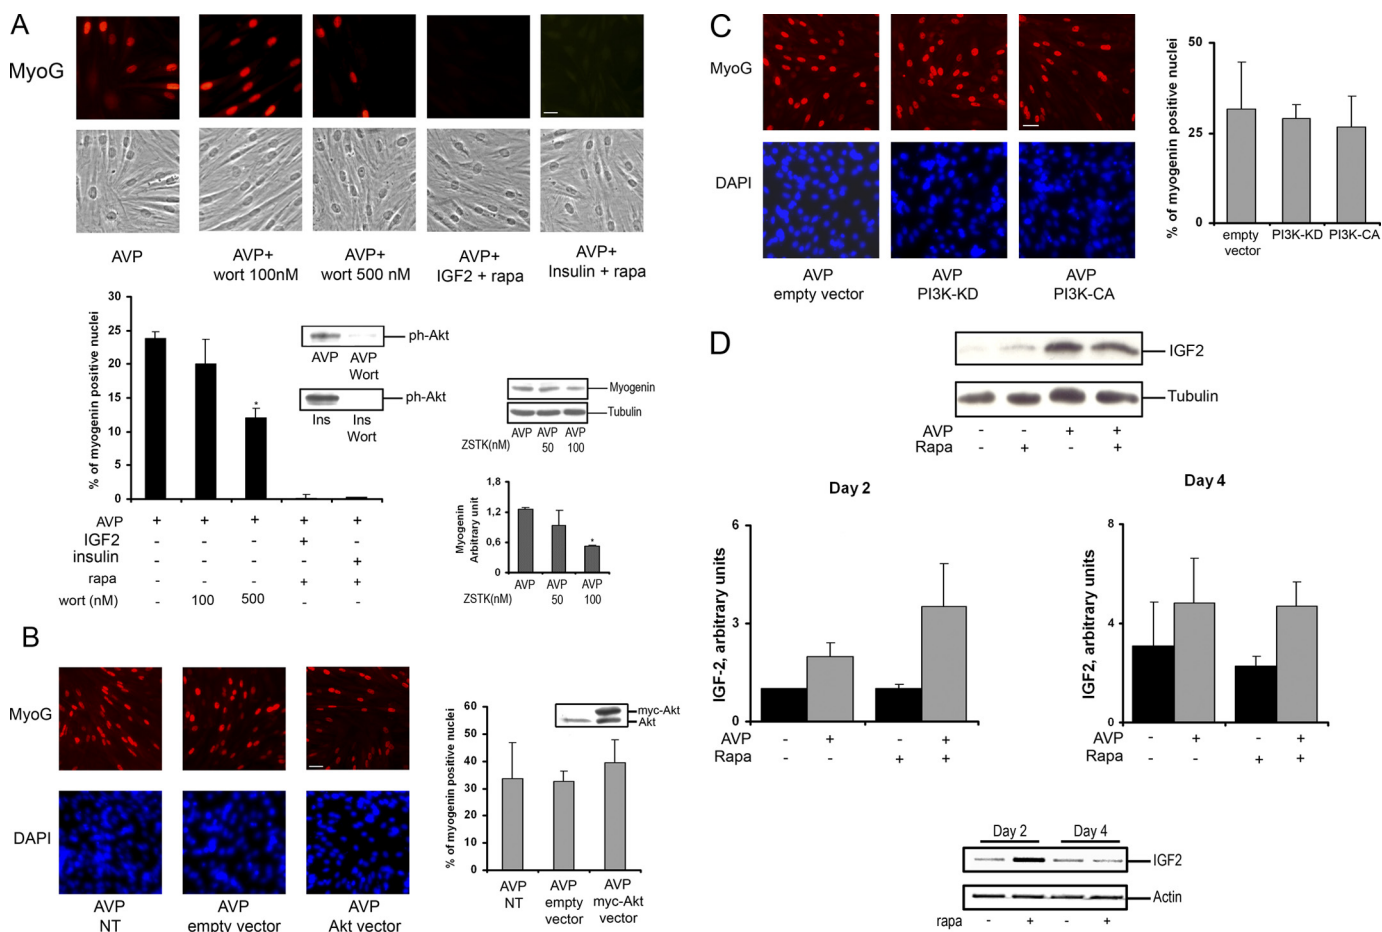 A
MyoG
AVP
AVP+
wort 100nM
AVP+
wort 500 nM
AVP+
IGF2 + rapa
AVP+
Insulin + rapa
% of myogenin positive nuclei
30
25
20
15
10
5
0
*
ph-Akt
AVP
AVP
Wort
ph-Akt
Ins
Ins
Wort
AVP + + + + +
IGF2 - - - + -
insulin - - - - +
rapa - - - + +
wort (nM) - 100 500 - -
Myogenin
Tubulin
AVP AVP AVP
ZSTK(nM) 50 100
Myogenin
Arbitrary unit
1,8
1,2
0,6
0
*
AVP AVP AVP
ZSTK(nM) 50 100
B
MyoG
DAPI
AVP
NT
AVP
empty vector
AVP
Akt vector
% of myogenin positive nuclei
60
50
40
30
20
10
0
myc-Akt
Akt
AVP
NT
AVP
empty
vector
AVP
myc-Akt
vector
C
MyoG
DAPI
AVP
empty vector
AVP
PI3K-KD
AVP
PI3K-CA
% of myogenin positive nuclei
50
25
0
empty
vector
PI3K-KD
PI3K-CA
D
IGF2
Tubulin
AVP - - + +
Rapa - + +
Day 2
IGF-2, arbitrary units
6
3
0
AVP - + - +
Rapa - - + +
Day 4
IGF2, arbitrary units
8
4
0
AVP - + - +
Rapa - - + +
Day 2 Day 4
IGF2
Actin
rapa - + - +